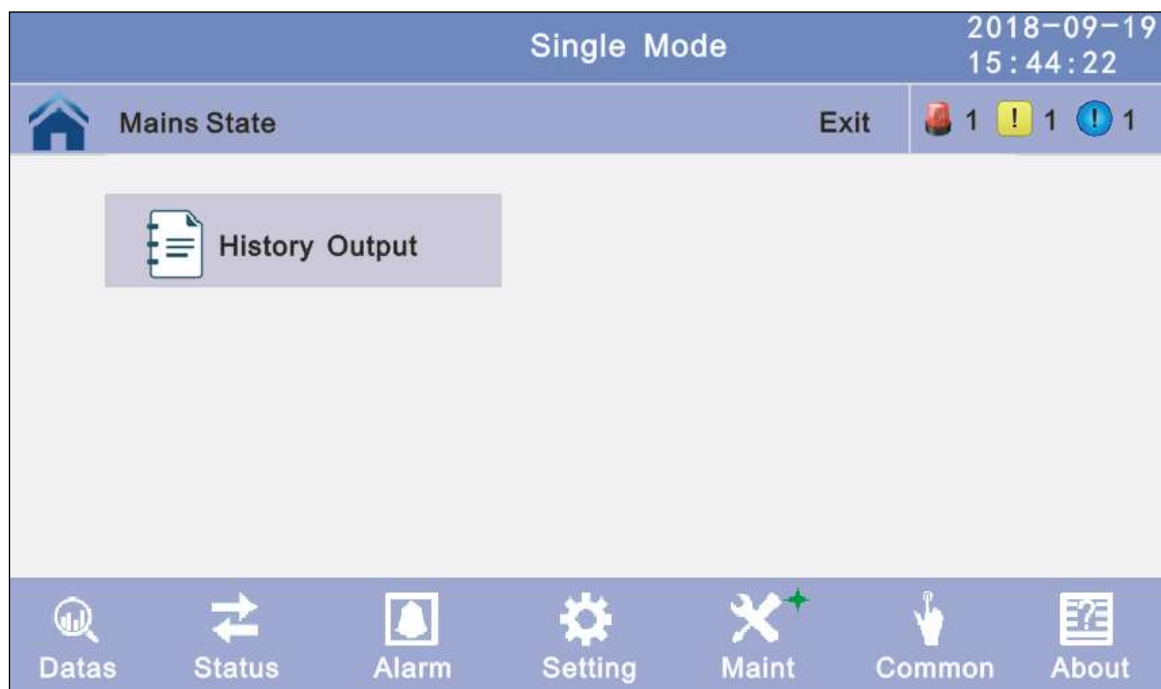 Single Mode
2018-09-19
15:44:22
Mains State
Exit
1
! 1
! 1
History Output
Datas
Status
Alarm
Setting
Maint
Common
?
About